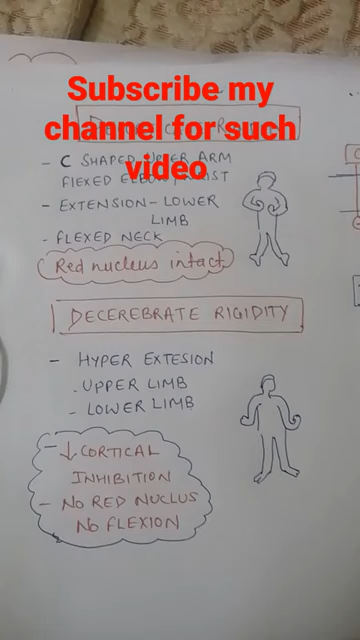 Subscribe my
channel for such
video
- C SHAPED UPPER ARM
FLEXED ELBOW
- EXTENSION - LOWER
LIMB
- FLEXED NECK
Red nucleus intact
DECEREBRATE RIGIDITY
- HYPER EXTESION
- UPPER LIMB
- LOWER LIMB
- ↓ CORTICAL
INHIBITION
- NO RED NUCLUS
NO FLEXION